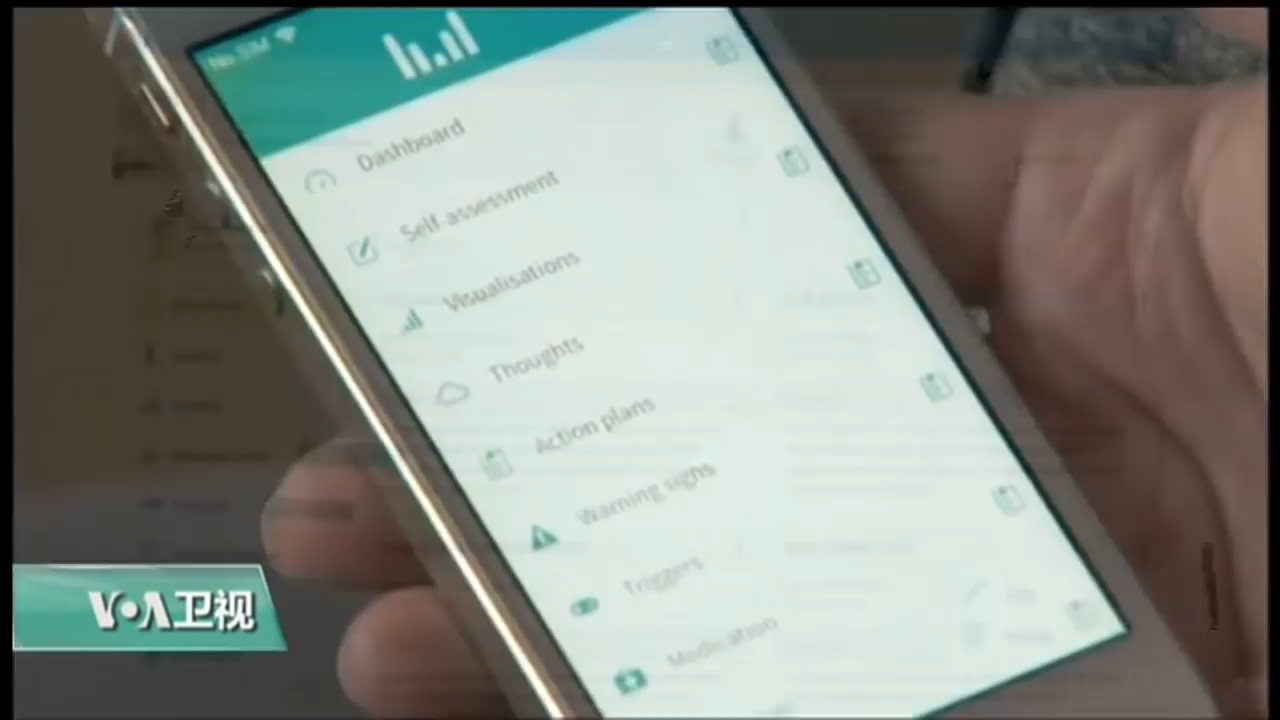 No SIM
Dashboard
Self-assessment
Visualisations
Thoughts
Action plans
Warning signs
Triggers
Medication
VOA卫视